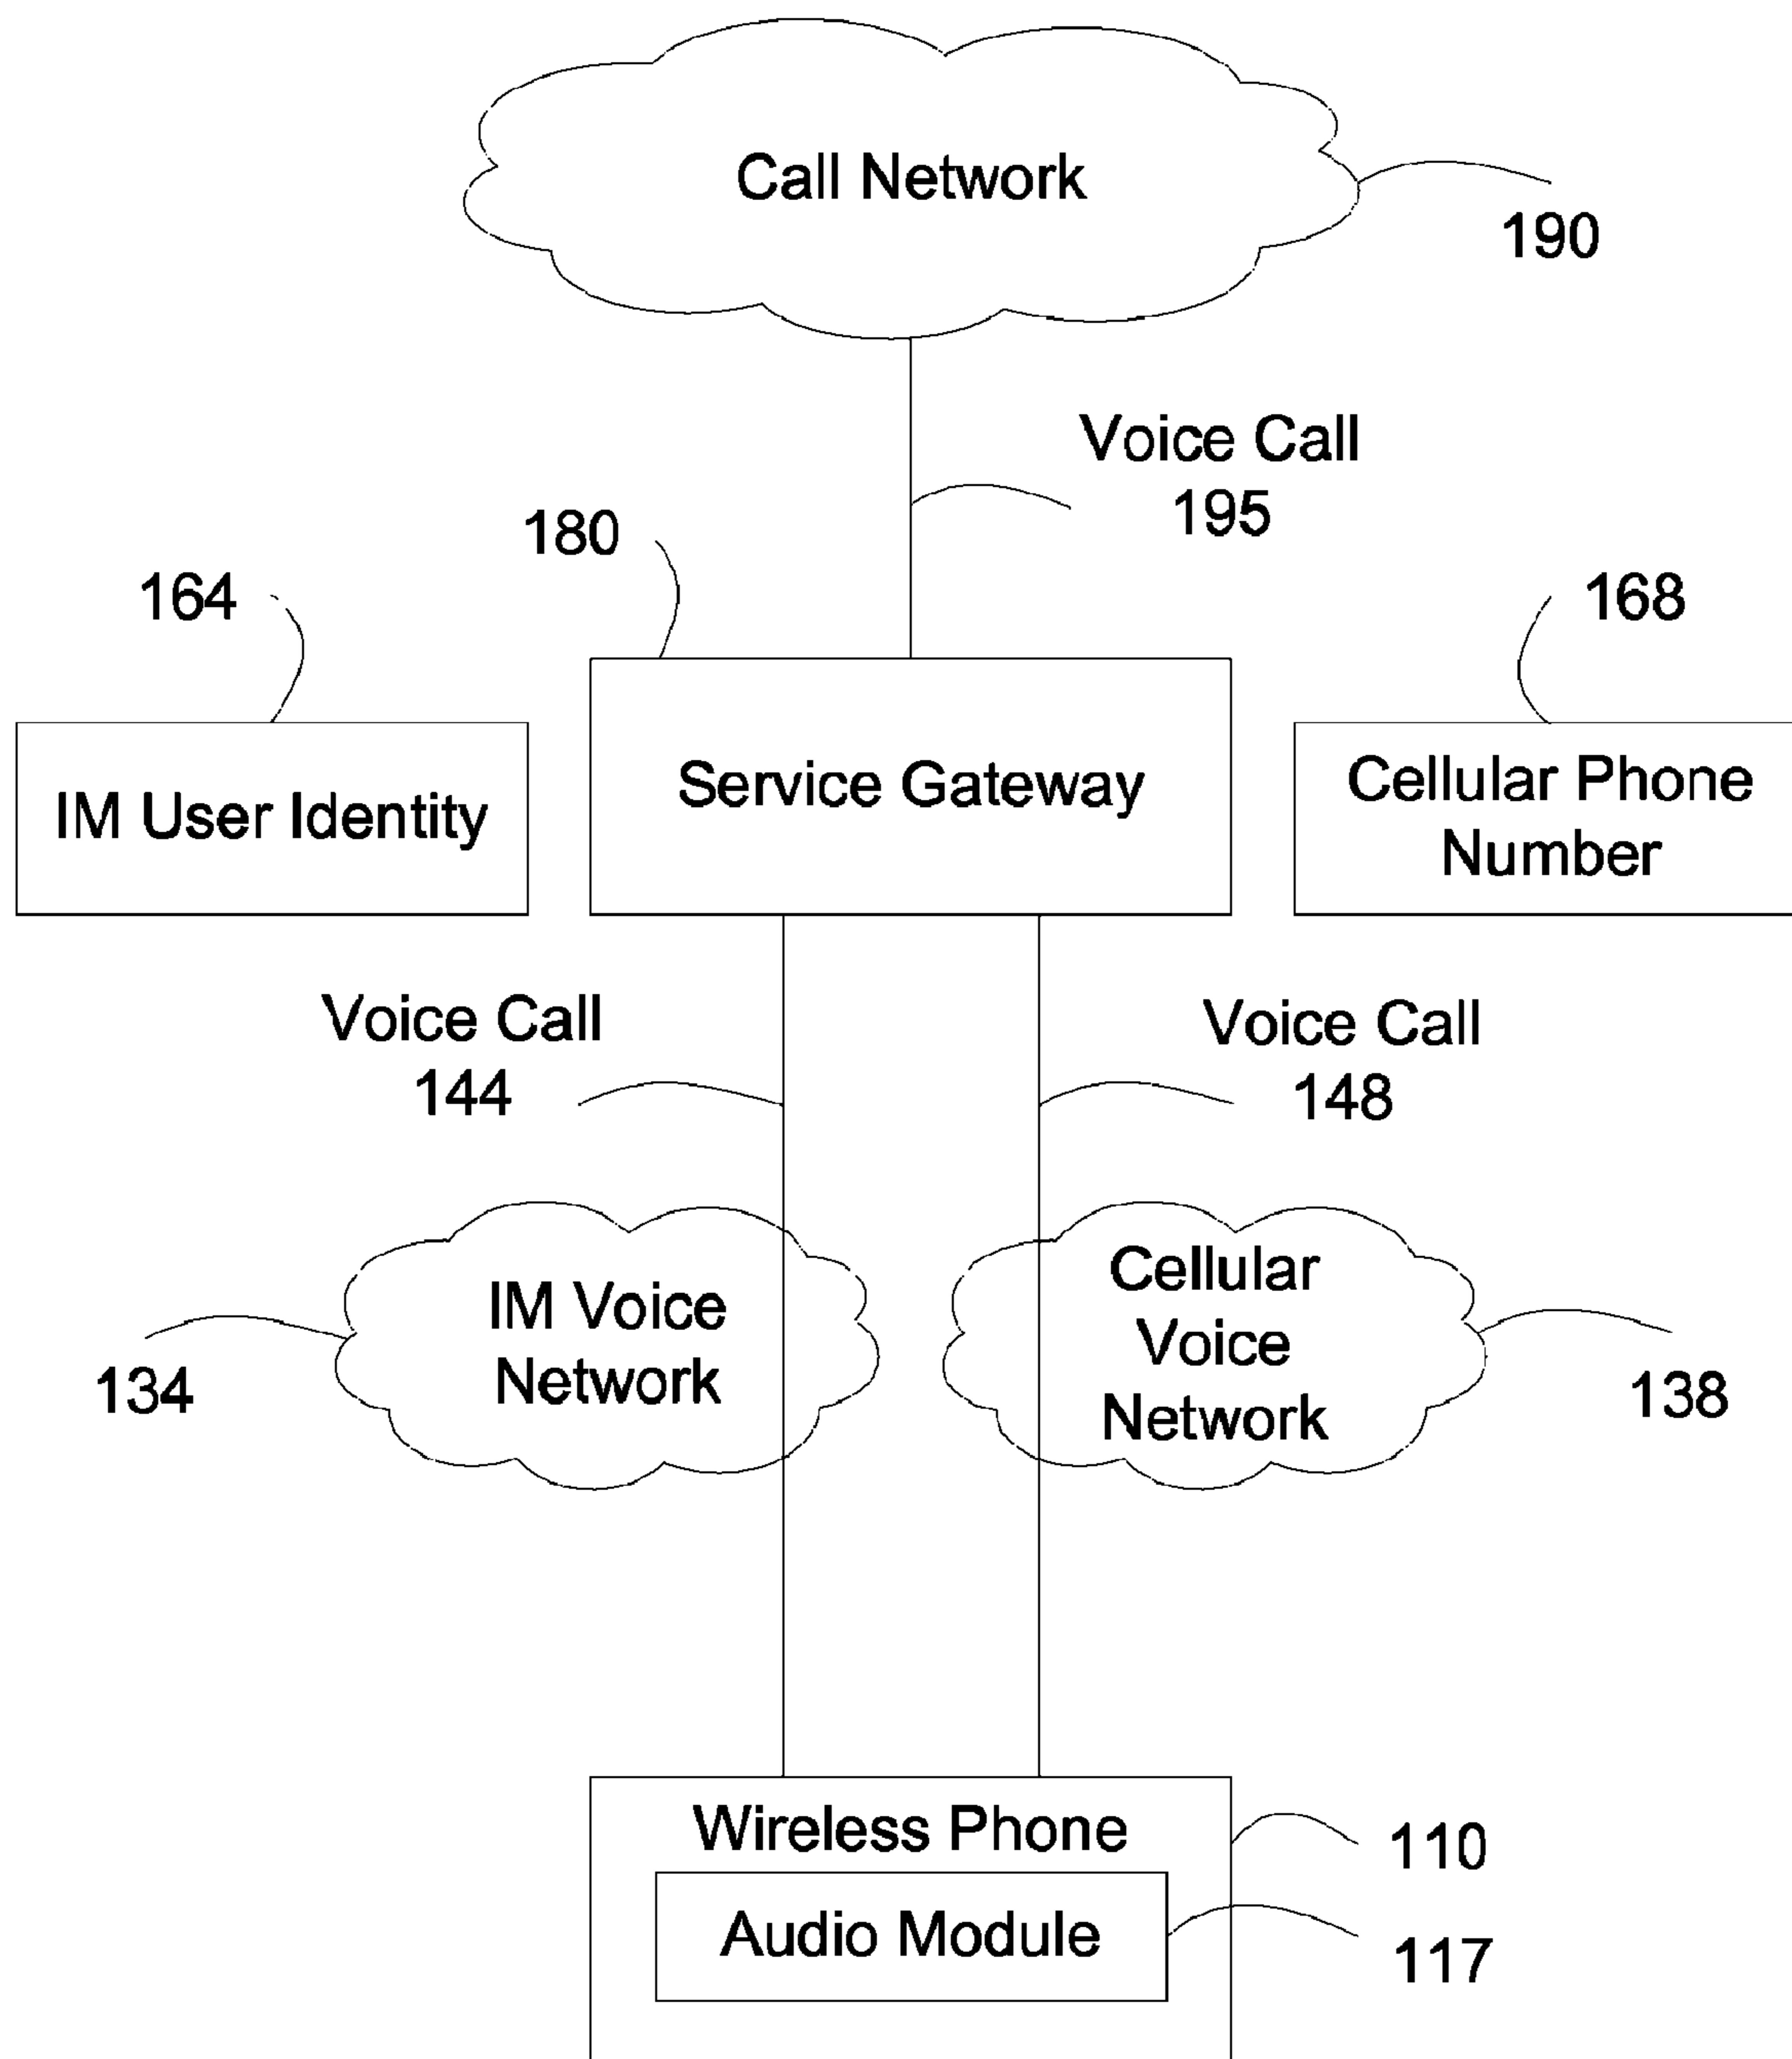 Call Network
190
Voice Call
195
180
164
168
IM User Identity
Service Gateway
Cellular Phone
Number
Voice Call
144
Voice Call
148
IM Voice
Network
134
Cellular
Voice
Network
138
Wireless Phone
110
Audio Module
117